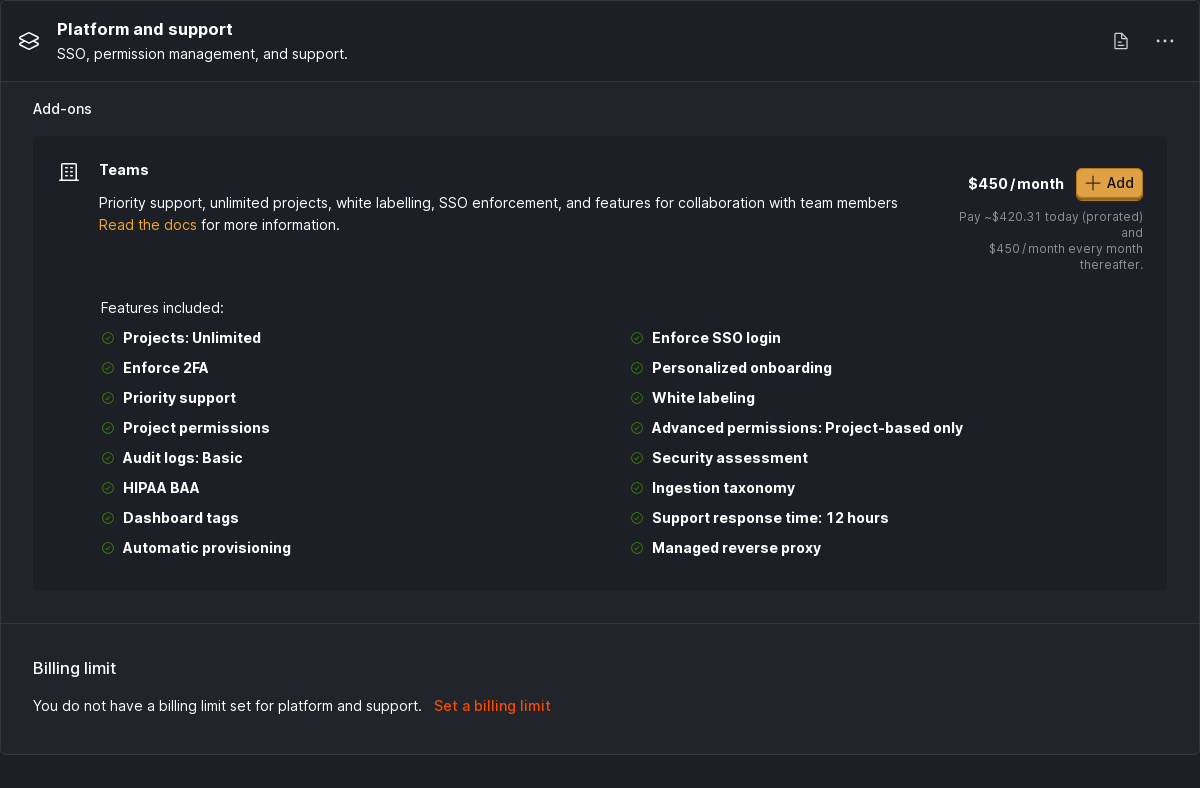 Platform and support
SSO, permission management, and support.
Add-ons
Teams
Priority support, unlimited projects, white labelling, SSO enforcement, and features for collaboration with team members
Read the docs for more information.
$450/month
Add
Pay ~$420.31 today (prorated)
and
$450/month every month
thereafter.
Features included:
Projects: Unlimited
Enforce SSO login
Enforce 2FA
Personalized onboarding
Priority support
White labeling
Project permissions
Advanced permissions: Project-based only
Audit logs: Basic
Security assessment
HIPAA BAA
Ingestion taxonomy
Dashboard tags
Support response time: 12 hours
Automatic provisioning
Managed reverse proxy
Billing limit
You do not have a billing limit set for platform and support. Set a billing limit